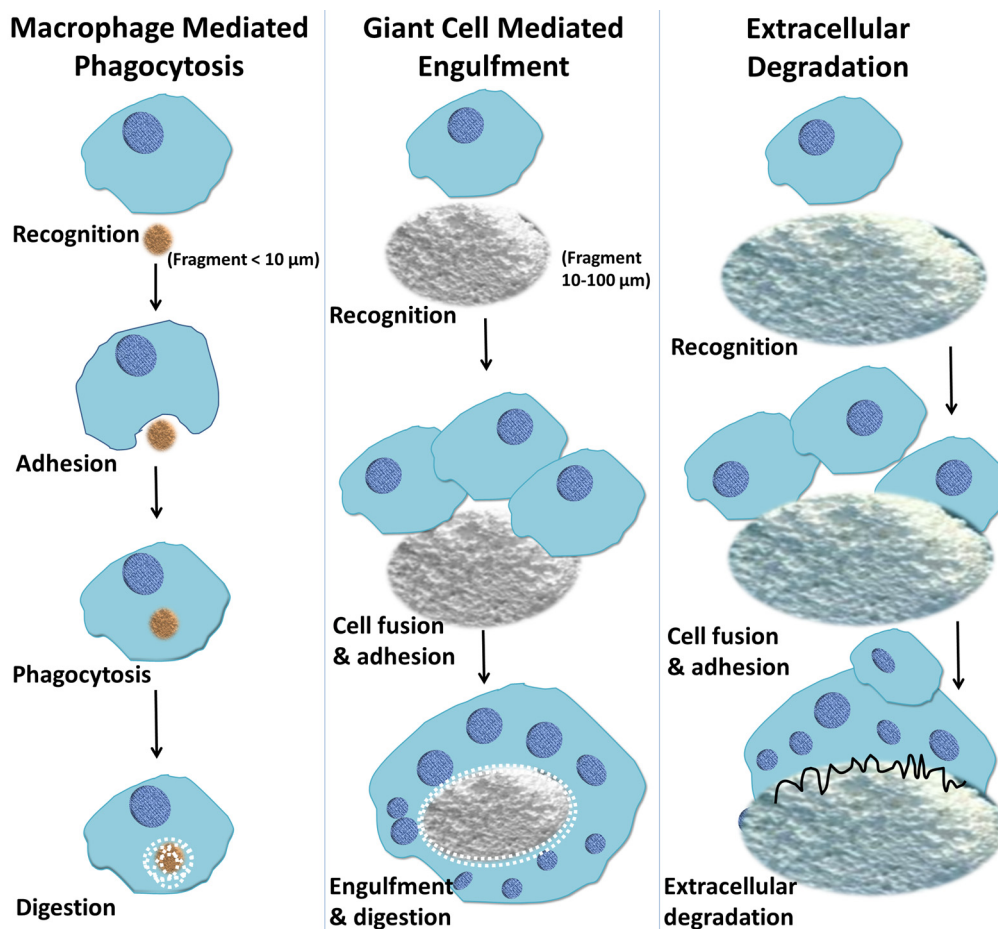 Macrophage Mediated
Phagocytosis
Recognition
(Fragment < 10 µm)
Adhesion
Phagocytosis
Digestion
Giant Cell Mediated
Engulfment
(Fragment
10-100 µm)
Recognition
Cell fusion
& adhesion
Engulfment
& digestion
Extracellular
Degradation
Recognition
Cell fusion
& adhesion
Extracellular
degradation